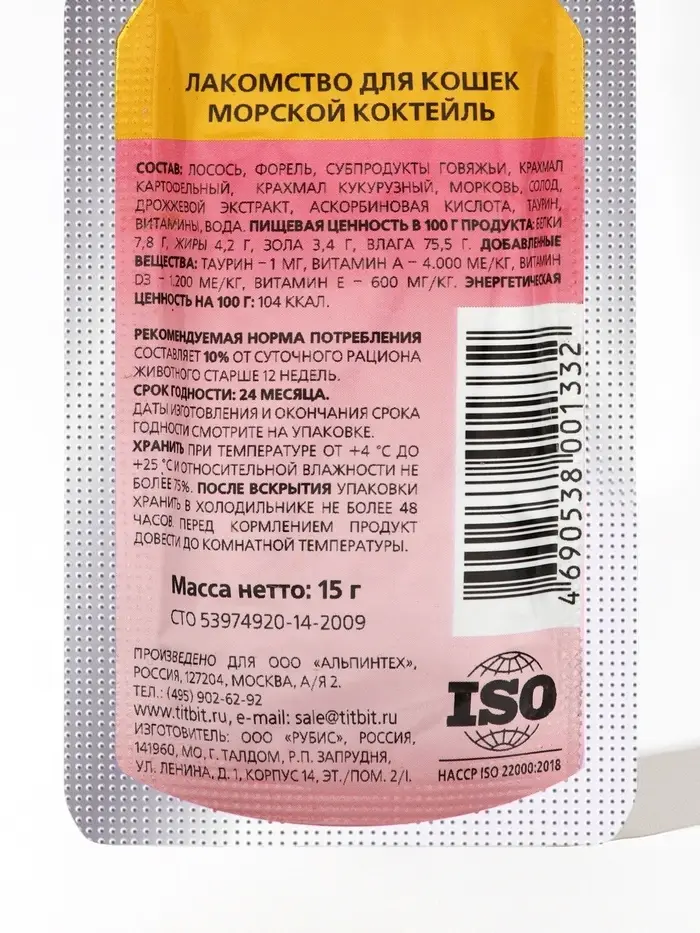 ЛАКОМСТВО ДЛЯ КОШЕК
МОРСКОЙ КОКТЕЙЛЬ
СОСТАВ: ЛОСОСЬ, ФОРЕЛЬ, СУБПРОДУКТЫ ГОВЯЖЬИ, КРАХМАЛ
КАРТОФЕЛЬНЫЙ, КРАХМАЛ КУКУРУЗНЫЙ, МОРКОВЬ, СОЛОД,
ДРОЖЖЕВОЙ ЭКСТРАКТ, АСКОРБИНОВАЯ КИСЛОТА, ТАУРИН,
ВИТАМИНЫ, ВОДА. ПИЩЕВАЯ ЦЕННОСТЬ В 100 Г ПРОДУКТА: БЕЛКИ
7,8 Г, ЖИРЫ 4,2 Г, ЗОЛА 3,4 Г, ВЛАГА 75,5 Г. ДОБАВЛЕННЫЕ
ВЕЩЕСТВА: ТАУРИН – 1 МГ, ВИТАМИН А – 4.000 МЕ/КГ, ВИТАМИН
D3 – 1.200 МЕ/КГ, ВИТАМИН Е – 600 МГ/КГ. ЭНЕРГЕТИЧЕСКАЯ
ЦЕННОСТЬ НА 100 Г: 104 ККАЛ.
РЕКОМЕНДУЕМАЯ НОРМА ПОТРЕБЛЕНИЯ
СОСТАВЛЯЕТ 10% ОТ СУТОЧНОГО РАЦИОНА
ЖИВОТНОГО СТАРШЕ 12 НЕДЕЛЬ.
СРОК ГОДНОСТИ: 24 МЕСЯЦА.
ДАТЫ ИЗГОТОВЛЕНИЯ И ОКОНЧАНИЯ СРОКА
ГОДНОСТИ СМОТРИТЕ НА УПАКОВКЕ.
ХРАНИТЬ ПРИ ТЕМПЕРАТУРЕ ОТ +4 °С ДО
+25 °С И ОТНОСИТЕЛЬНОЙ ВЛАЖНОСТИ НЕ
БОЛЕЕ 75%. ПОСЛЕ ВСКРЫТИЯ УПАКОВКИ
ХРАНИТЬ В ХОЛОДИЛЬНИКЕ НЕ БОЛЕЕ 48
ЧАСОВ. ПЕРЕД КОРМЛЕНИЕМ ПРОДУКТ
ДОВЕСТИ ДО КОМНАТНОЙ ТЕМПЕРАТУРЫ.
4 690538 001332
Масса нетто: 15 г
СТО 53974920-14-2009
ПРОИЗВЕДЕНО ДЛЯ ООО «АЛЬПИНТЕХ»,
РОССИЯ, 127204, МОСКВА, А/Я 2.
ТЕЛ.: (495) 902-62-92
www.titbit.ru, e-mail: sale@titbit.ru
ИЗГОТОВИТЕЛЬ: ООО «РУБИС», РОССИЯ,
141960, МО, Г. ТАЛДОМ, Р.П. ЗАПРУДНЯ,
УЛ. ЛЕНИНА, Д. 1, КОРПУС 14, ЭТ./ПОМ. 2/I.
ISO
HACCP ISO 22000:2018